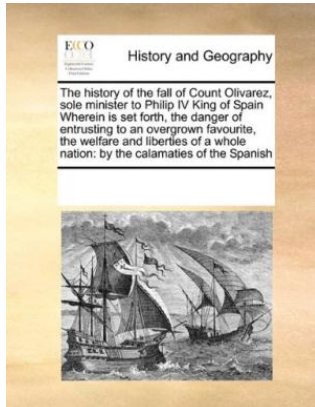 ECCO
History and Geography
The history of the fall of Count Olivarez,
sole minister to Philip IV King of Spain
Wherein is set forth, the danger of
entrusting to an overgrown favourite,
the welfare and liberties of a whole
nation: by the calamaties of the Spanish